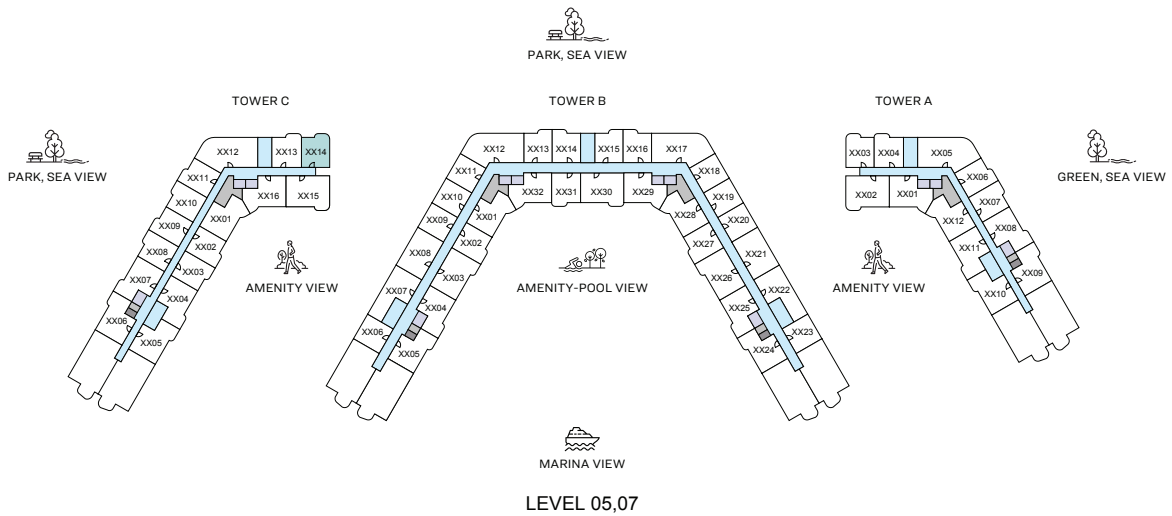 PARK, SEA VIEW
TOWER C
TOWER B
TOWER A
PARK, SEA VIEW
GREEN, SEA VIEW
XX12
XX13
XX14
XX11
XX10
XX09
XX08
XX07
XX06
XX05
XX04
XX03
XX02
XX01
XX16
XX15
XX12
XX13
XX14
XX15
XX16
XX17
XX11
XX10
XX09
XX08
XX07
XX06
XX05
XX04
XX03
XX02
XX01
XX32
XX31
XX30
XX29
XX28
XX27
XX26
XX25
XX24
XX18
XX19
XX20
XX21
XX22
XX23
XX03
XX04
XX05
XX02
XX01
XX06
XX07
XX08
XX09
XX12
XX11
XX10
AMENITY VIEW
AMENITY-POOL VIEW
AMENITY VIEW
MARINA VIEW
LEVEL 05,07